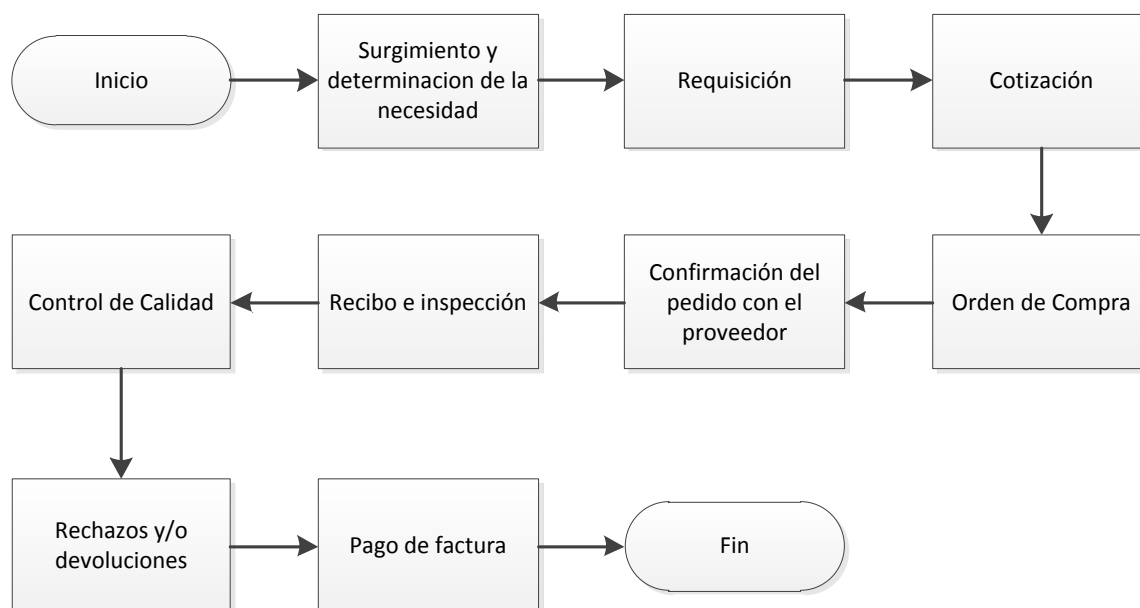 Inicio
Surgimiento y
determinacion de la
necesidad
Requisición
Cotización
Orden de Compra
Confirmación del
pedido con el
proveedor
Recibo e inspección
Control de Calidad
Rechazos y/o
devoluciones
Pago de factura
Fin